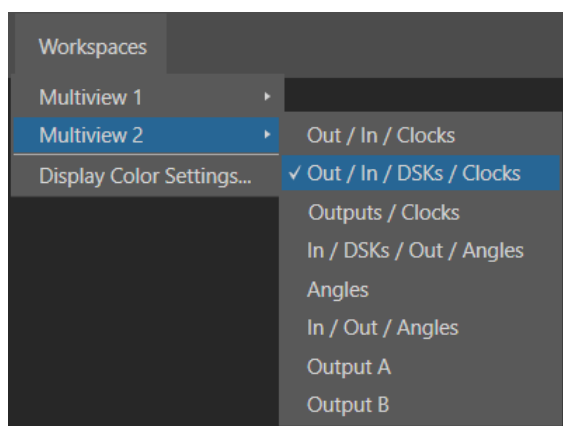 Workspaces
Multiview 1
Multiview 2
Display Color Settings...
Out / In / Clocks
Out / In / DSKs / Clocks
Outputs / Clocks
In / DSKs / Out / Angles
Angles
In / Out / Angles
Output A
Output B